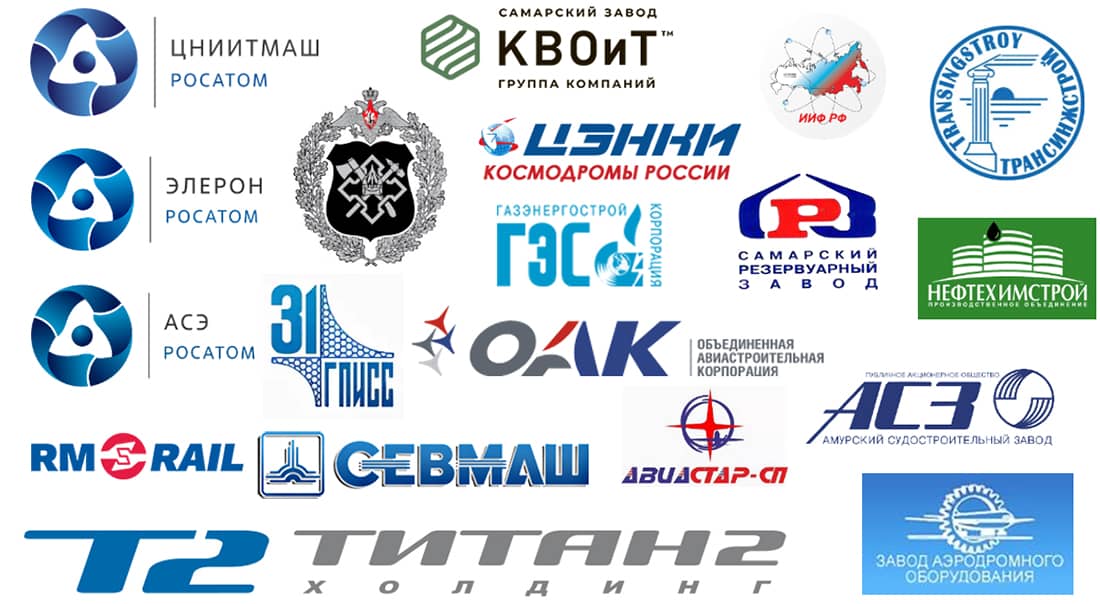 ЦНИИТМАШ
РОСАТОМ
САМАРСКИЙ ЗАВОД
КВОиТ™
ГРУППА КОМПАНИЙ
ИИФ.РФ
TRANSINGSTROY
ТРАНСИНЖСТРОЙ
ЦЭНКИ
КОСМОДРОМЫ РОССИИ
ЭЛЕРОН
РОСАТОМ
ГАЗЭНЕРГОСТРОЙ
ГЭС
КОРПОРАЦИЯ
САМАРСКИЙ
РЕЗЕРВУАРНЫЙ
ЗАВОД
НЕФТЕХИМСТРОЙ
ПРОИЗВОДСТВЕННОЕ ОБЪЕДИНЕНИЕ
АСЭ
РОСАТОМ
31
ГПИСС
ОАК
ОБЪЕДИНЕННАЯ
АВИАСТРОИТЕЛЬНАЯ
КОРПОРАЦИЯ
ПУБЛИЧНОЕ АКЦИОНЕРНОЕ ОБЩЕСТВО
АСЗ
АМУРСКИЙ СУДОСТРОИТЕЛЬНЫЙ ЗАВОД
RM RAIL
СЕВМАШ
АВИАСТАР-СП
Т2 ТИТАН2
ХОЛДИНГ
ЗАВОД АЭРОДРОМНОГО
ОБОРУДОВАНИЯ